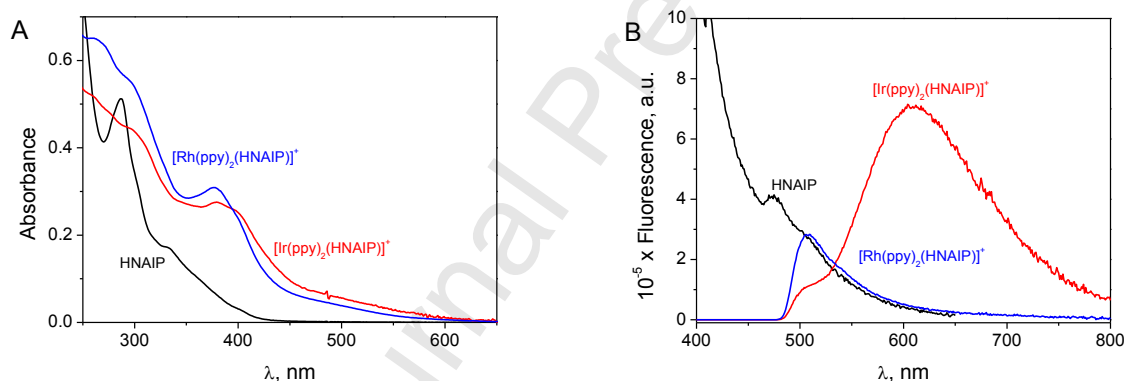 A
0.6
0.4
0.2
0.0
Absorbance
[Rh(ppy)₂(HNAIP)]⁺
[Ir(ppy)₂(HNAIP)]⁺
HNAIP
300 400 500 600
λ, nm
B
10
8
6
4
2
0
10⁻⁵ x Fluorescence, a.u.
[Ir(ppy)₂(HNAIP)]⁺
HNAIP
[Rh(ppy)₂(HNAIP)]⁺
400 500 600 700 800
λ, nm
urnal Pre